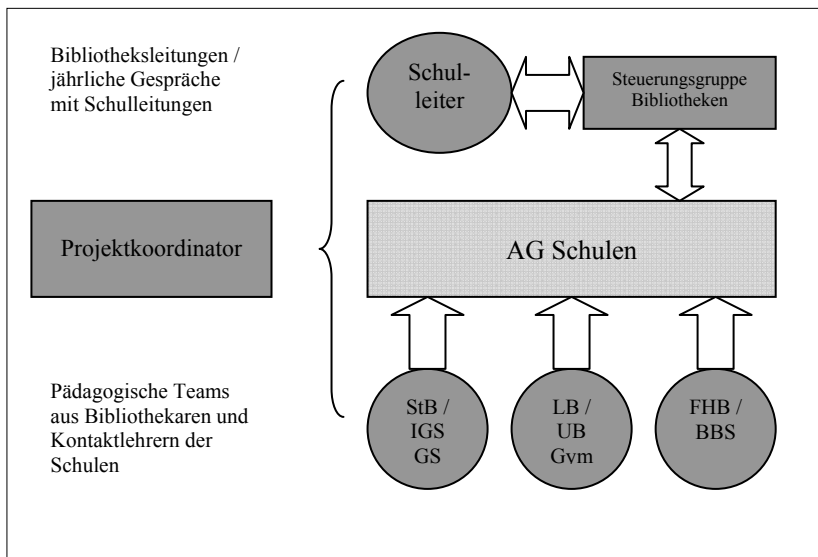 Bibliotheksleitungen /
jährliche Gespräche
mit Schulleitungen
Schul-
leiter
Steuerungsgruppe
Bibliotheken
Projektkoordinator
AG Schulen
Pädagogische Teams
aus Bibliothekaren und
Kontaktlehrern der
Schulen
StB /
IGS
GS
LB /
UB
Gym
FHB /
BBS